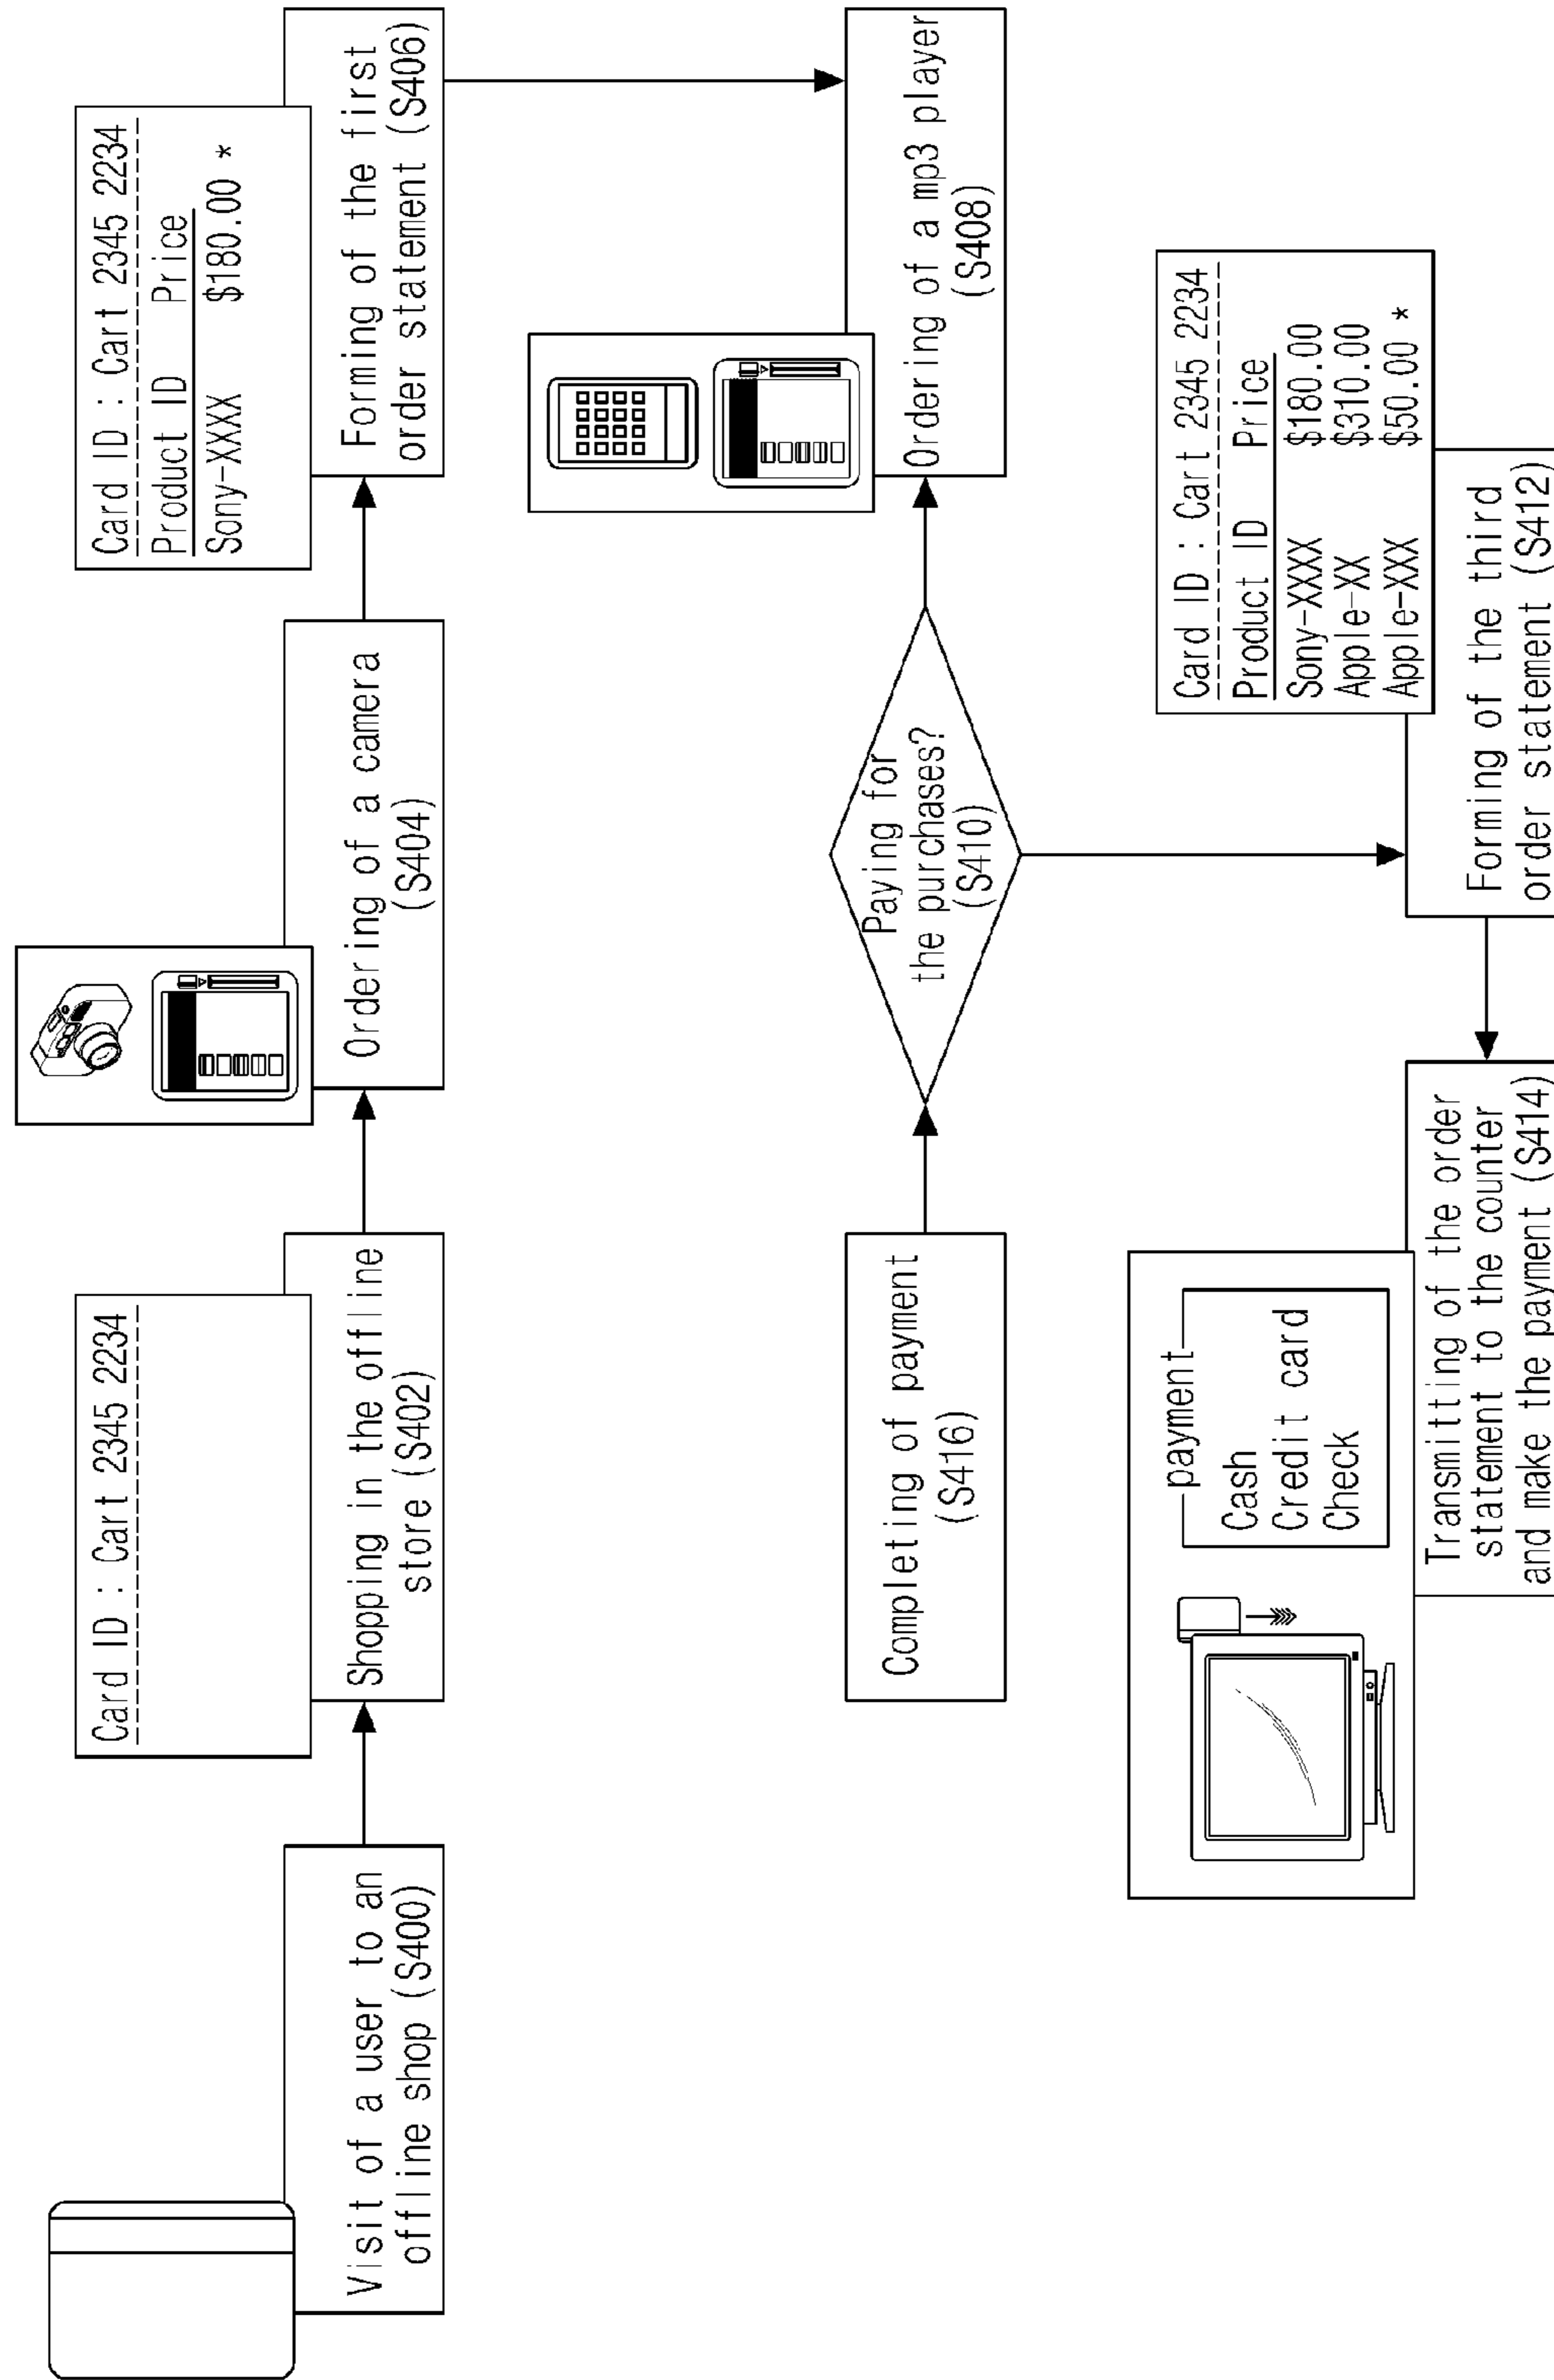 Visit of a user to an
offline shop (S400)
Card ID : Cart 2345 2234
Shopping in the offline
store (S402)
Ordering of a camera
(S404)
Card ID : Cart 2345 2234
Product ID Price
Sony-XXXX $180.00 *
Forming of the first
order statement (S406)
Completing of payment
(S416)
Paying for
the purchases?
(S410)
Ordering of a mp3 player
(S408)
payment
Cash
Credit card
Check
Transmitting of the order
statement to the counter
and make the payment (S414)
Card ID : Cart 2345 2234
Product ID Price
Sony-XXXX $180.00
Apple-XX $310.00
Apple-XXX $50.00 *
Forming of the third
order statement (S412)